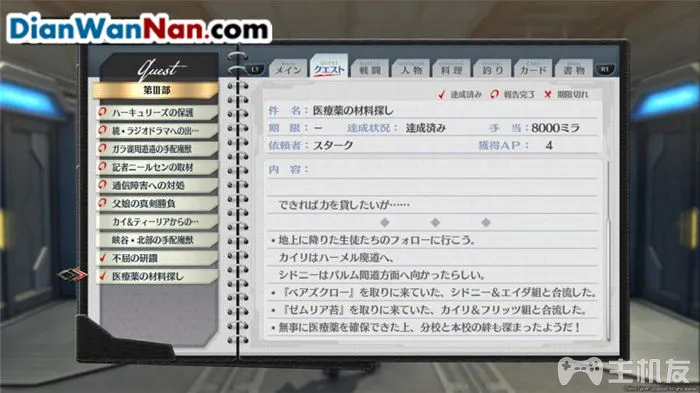 DianWanNan.com
Quest
第III部
ハーキュリーズの保護
続・ラジオドラマへの出…
ガラ湖周遊道の手配魔獣
記者ニールセンの取材
通信障害への対処
父娘の真剣勝負
カイ&ティーリアからの…
峡谷・北部の手配魔獣
不屈の研鑽
医療薬の材料探し
L1 メイン クエスト 戦闘 人物 料理 釣り カード 書物 R1
達成済み 報告完了 期限切れ
件 名: 医療薬の材料探し
期 限: － 達成状況: 達成済み 手 当: 8000ミラ
依頼者: スターク 獲得AP: 4
内 容:
できれば力を貸したいが……
・地上に降りた生徒たちのフォローに行こう。
カイリはハーメル廃道へ、
シドニーはパルム間道方面へ向かったらしい。
・『ベアズクロー』を取りに来ていた、シドニー&エイダ組と合流した。
・『ゼムリア苔』を取りに来ていた、カイリ&フリッツ組と合流した。
・無事に医療薬を確保できた上、分校と本校の絆も深まったようだ!
主机友